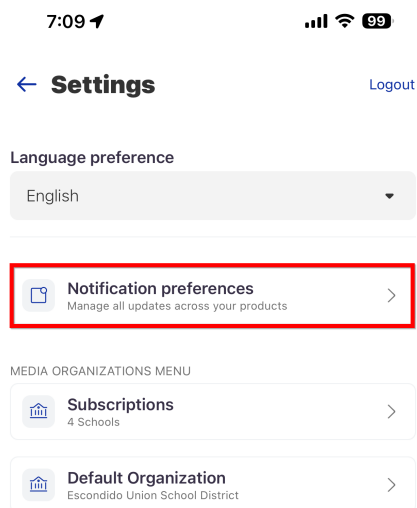 7:09 99
Settings Logout
Language preference
English
Notification preferences
Manage all updates across your products
MEDIA ORGANIZATIONS MENU
Subscriptions
4 Schools
Default Organization
Escondido Union School District